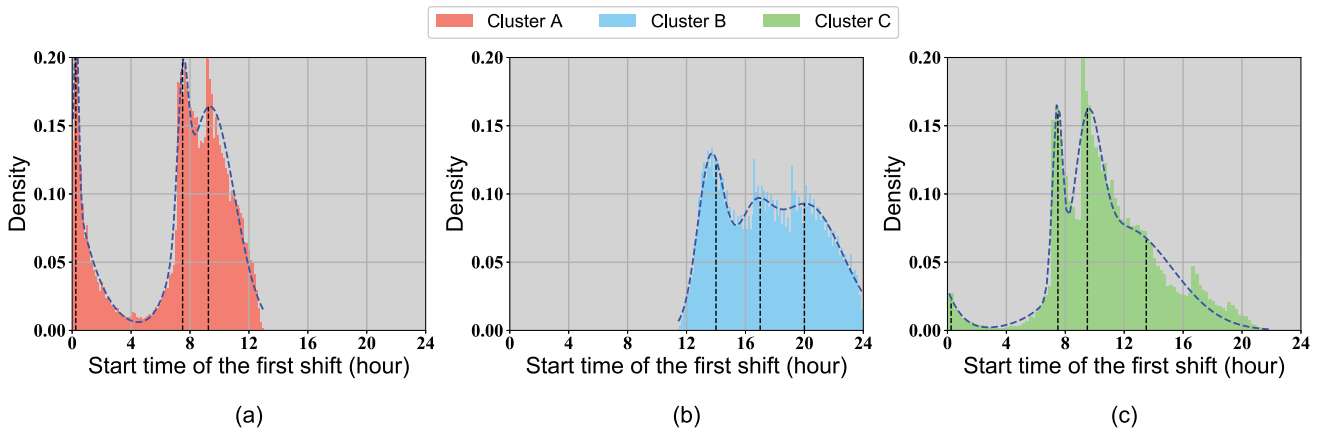 Cluster A Cluster B Cluster C
0.20 0.15 0.10 0.05 0.00
Density
0 4 8 12 16 20 24
Start time of the first shift (hour)
(a)
0.20 0.15 0.10 0.05 0.00
Density
0 4 8 12 16 20 24
Start time of the first shift (hour)
(b)
0.20 0.15 0.10 0.05 0.00
Density
0 4 8 12 16 20 24
Start time of the first shift (hour)
(c)